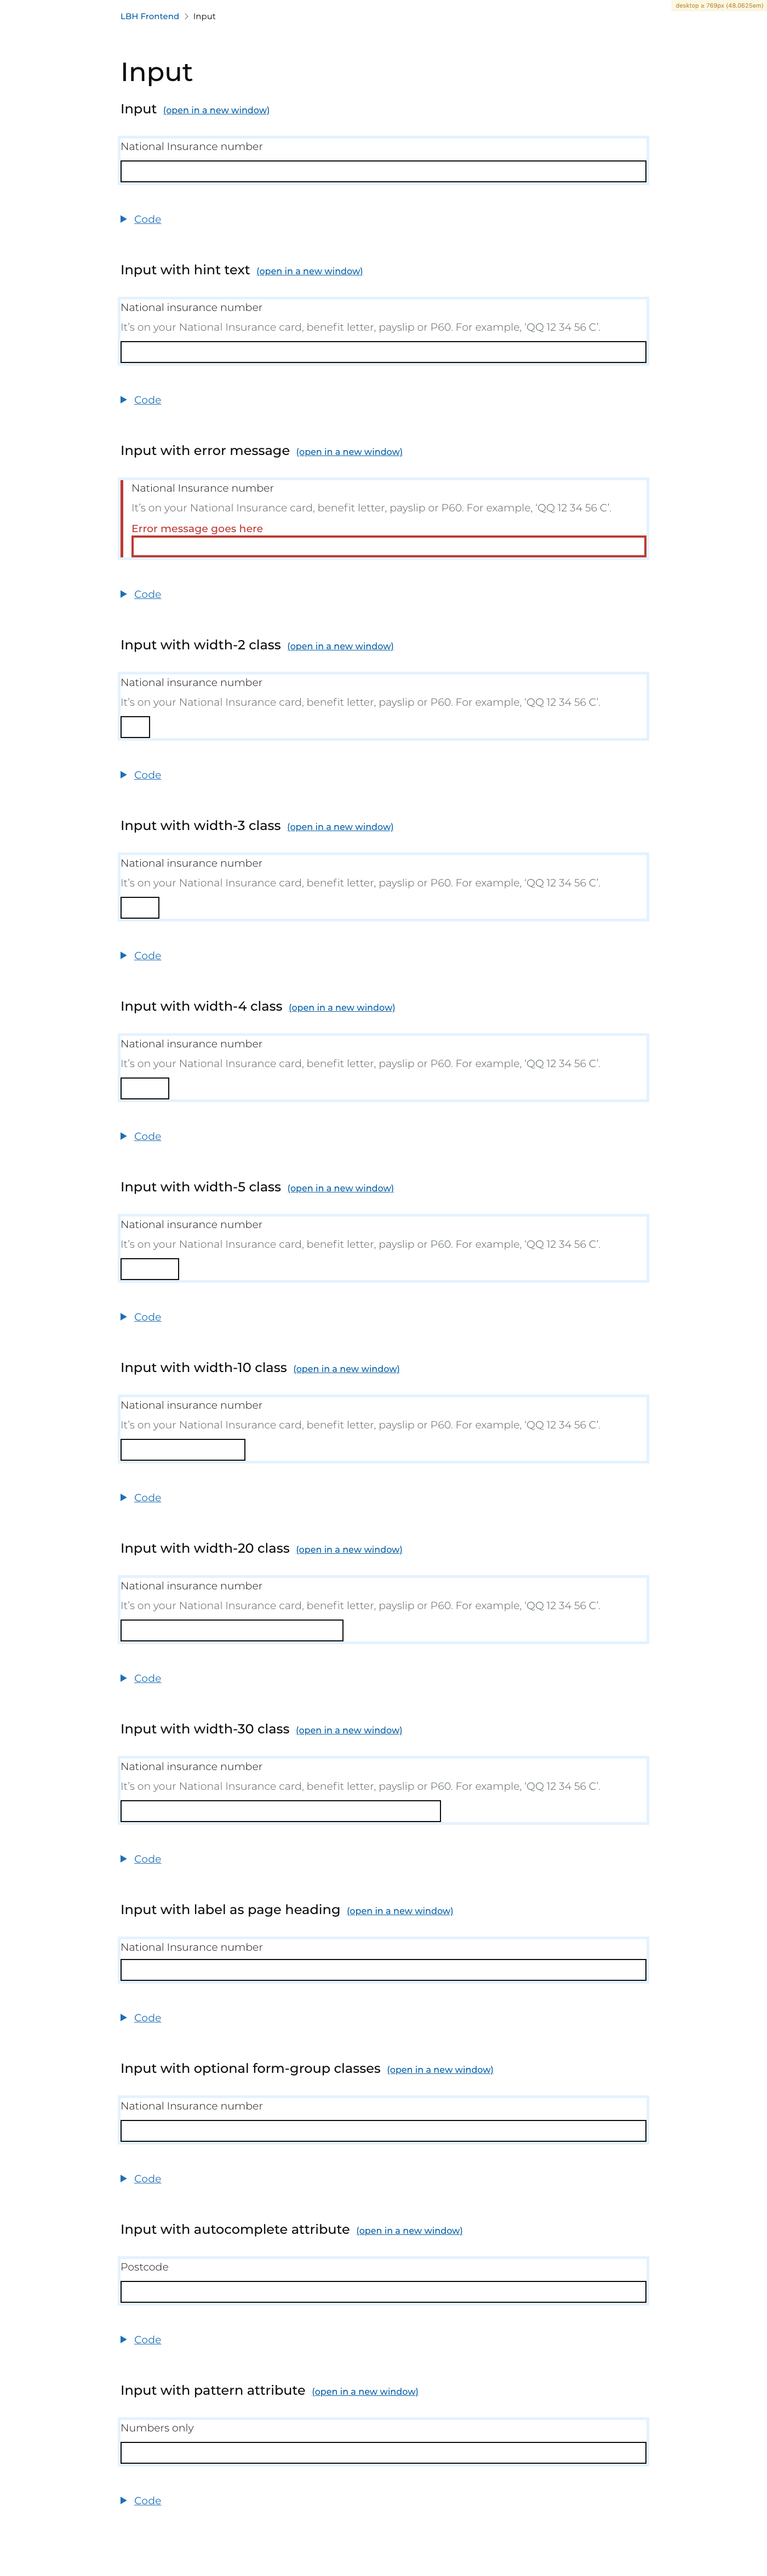 desktop ≥ 769px (48.0625em)
LBH Frontend > Input
Input
Input (open in a new window)
National Insurance number
Code
Input with hint text (open in a new window)
National insurance number
It’s on your National Insurance card, benefit letter, payslip or P60. For example, ‘QQ 12 34 56 C’.
Code
Input with error message (open in a new window)
National Insurance number
It’s on your National Insurance card, benefit letter, payslip or P60. For example, ‘QQ 12 34 56 C’.
Error message goes here
Code
Input with width-2 class (open in a new window)
National insurance number
It’s on your National Insurance card, benefit letter, payslip or P60. For example, ‘QQ 12 34 56 C’.
Code
Input with width-3 class (open in a new window)
National insurance number
It’s on your National Insurance card, benefit letter, payslip or P60. For example, ‘QQ 12 34 56 C’.
Code
Input with width-4 class (open in a new window)
National insurance number
It’s on your National Insurance card, benefit letter, payslip or P60. For example, ‘QQ 12 34 56 C’.
Code
Input with width-5 class (open in a new window)
National insurance number
It’s on your National Insurance card, benefit letter, payslip or P60. For example, ‘QQ 12 34 56 C’.
Code
Input with width-10 class (open in a new window)
National insurance number
It’s on your National Insurance card, benefit letter, payslip or P60. For example, ‘QQ 12 34 56 C’.
Code
Input with width-20 class (open in a new window)
National insurance number
It’s on your National Insurance card, benefit letter, payslip or P60. For example, ‘QQ 12 34 56 C’.
Code
Input with width-30 class (open in a new window)
National insurance number
It’s on your National Insurance card, benefit letter, payslip or P60. For example, ‘QQ 12 34 56 C’.
Code
Input with label as page heading (open in a new window)
National Insurance number
Code
Input with optional form-group classes (open in a new window)
National Insurance number
Code
Input with autocomplete attribute (open in a new window)
Postcode
Code
Input with pattern attribute (open in a new window)
Numbers only
Code